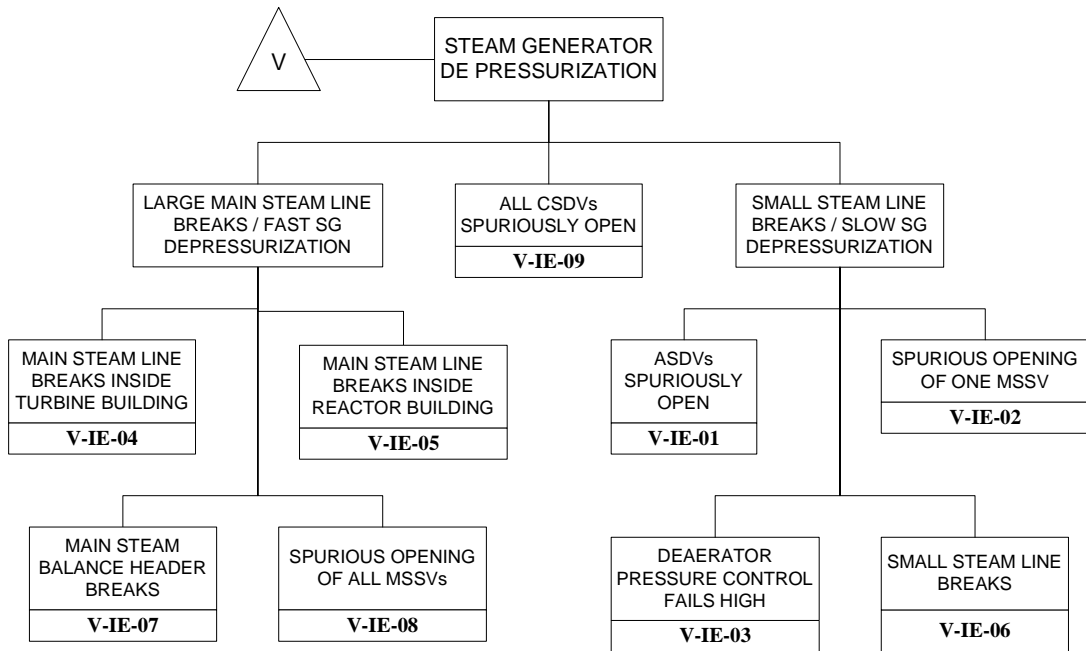 V
STEAM GENERATOR
DE PRESSURIZATION
LARGE MAIN STEAM LINE
BREAKS / FAST SG
DEPRESSURIZATION
ALL CSDVs
SPURIOUSLY OPEN
V-IE-09
SMALL STEAM LINE
BREAKS / SLOW SG
DEPRESSURIZATION
MAIN STEAM LINE
BREAKS INSIDE
TURBINE BUILDING
V-IE-04
MAIN STEAM LINE
BREAKS INSIDE
REACTOR BUILDING
V-IE-05
ASDVs
SPURIOUSLY
OPEN
V-IE-01
SPURIOUS OPENING
OF ONE MSSV
V-IE-02
MAIN STEAM
BALANCE HEADER
BREAKS
V-IE-07
SPURIOUS OPENING
OF ALL MSSVs
V-IE-08
DEAERATOR
PRESSURE CONTROL
FAILS HIGH
V-IE-03
SMALL STEAM LINE
BREAKS
V-IE-06